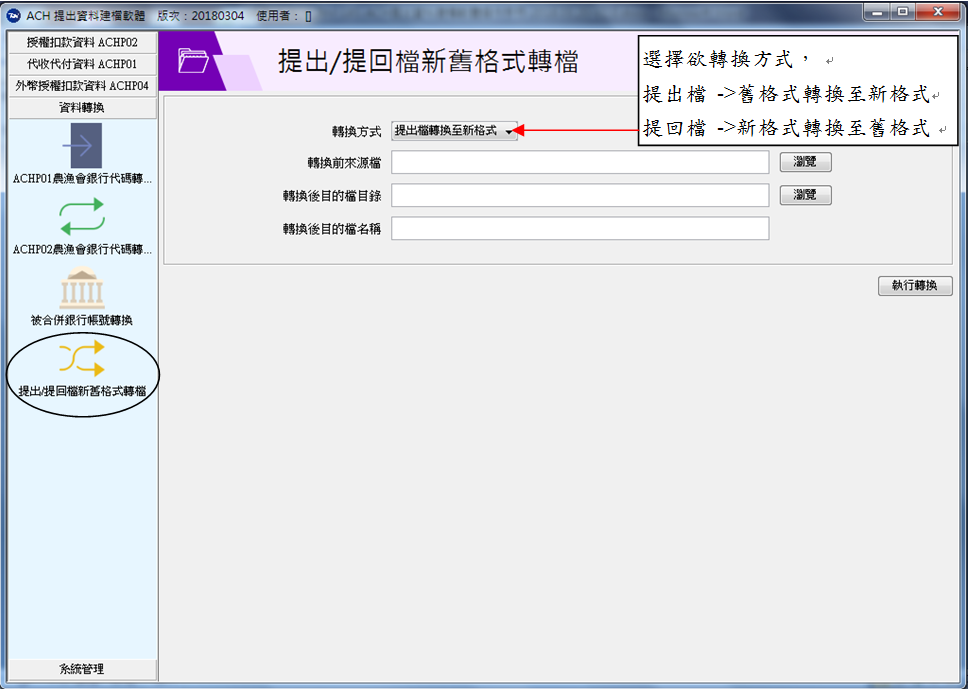 ACH 提出資料建檔軟體 版次：20180304 使用者： []
授權扣款資料 ACHP02
代收代付資料 ACHP01
外幣授權扣款資料 ACHP04
資料轉換
ACHP01農漁會銀行代碼轉...
ACHP02農漁會銀行代碼轉...
被合併銀行帳號轉換
提出/提回檔新舊格式轉檔
系統管理
提出/提回檔新舊格式轉檔
選擇欲轉換方式，
提出檔 ->舊格式轉換至新格式
提回檔 ->新格式轉換至舊格式
轉換方式 提出檔轉換至新格式
轉換前來源檔 瀏覽
轉換後目的檔目錄 瀏覽
轉換後目的檔名稱
執行轉換